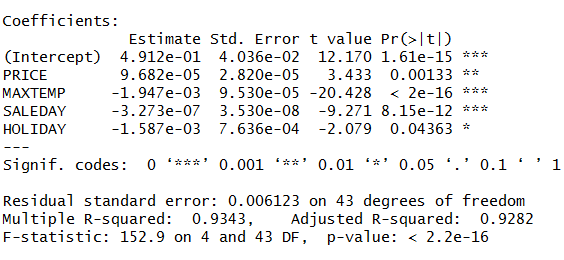 Coefficients:
              Estimate Std. Error t value Pr(>|t|)
(Intercept)  4.912e-01  4.036e-02  12.170 1.61e-15 ***
PRICE        9.682e-05  2.820e-05   3.433  0.00133 **
MAXTEMP     -1.947e-03  9.530e-05 -20.428  < 2e-16 ***
SALEDAY     -3.273e-07  3.530e-08  -9.271 8.15e-12 ***
HOLIDAY     -1.587e-03  7.636e-04  -2.079  0.04363 *
---
Signif. codes:  0 ‘***’ 0.001 ‘**’ 0.01 ‘*’ 0.05 ‘.’ 0.1 ‘ ’ 1
Residual standard error: 0.006123 on 43 degrees of freedom
Multiple R-squared:  0.9343,    Adjusted R-squared:  0.9282
F-statistic: 152.9 on 4 and 43 DF,  p-value: < 2.2e-16